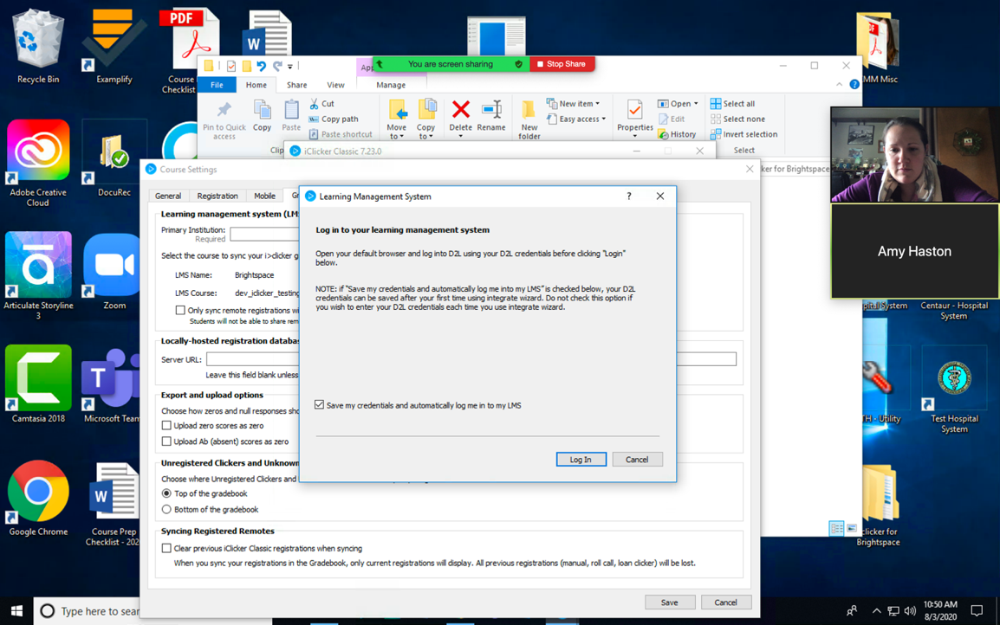 Recycle Bin
Examplify
PDF
Course
Checklist
W
You are screen sharing
Stop Share
File
Home
Share
View
Manage
Pin to Quick
access
Copy
Paste
Cut
Copy path
Paste shortcut
Move
to
Copy
to
Delete
Rename
New
folder
New item
Easy access
Properties
Open
Edit
History
Select all
Select none
Invert selection
Select
iClicker Classic 7.23.0
ker for Brightspace
MM Misc
Adobe Creative
Cloud
DocuRec
Articulate Storyline
3
Zoom
Camtasia 2018
Microsoft Team
Google Chrome
Course Prep
Checklist - 202
Course Settings
General
Registration
Mobile
Learning management system (LMS
Primary Institution:
Required
Select the course to sync your i>clicker g
LMS Name:
Brightspace
LMS Course:
dev_iclicker_testing
Only sync remote registrations wi
Students will not be able to share rem
Locally-hosted registration databas
Server URL:
Leave this field blank unless
Export and upload options
Choose how zeros and null responses sho
Upload zero scores as zero
Upload Ab (absent) scores as zero
Unregistered Clickers and Unknown
Choose where Unregistered Clickers and
Top of the gradebook
Bottom of the gradebook
Syncing Registered Remotes
Clear previous iClicker Classic registrations when syncing
When you sync your registrations in the Gradebook, only current registrations will display. All previous registrations (manual, roll call, loan clicker) will be lost.
Save
Cancel
Learning Management System
?
Log in to your learning management system
Open your default browser and log into D2L using your D2L credentials before clicking "Login"
below.
NOTE: if "Save my credentials and automatically log me into my LMS" is checked below, your D2L
credentials can be saved after your first time using integrate wizard. Do not check this option if
you wish to enter your D2L credentials each time you use integrate wizard.
Save my credentials and automatically log me in to my LMS
Log In
Cancel
Amy Haston
pital System
Centaur - Hospital
System
TH - Utility
Test Hospital
System
clicker for
Brightspace
Type here to sear
10:50 AM
8/3/2020